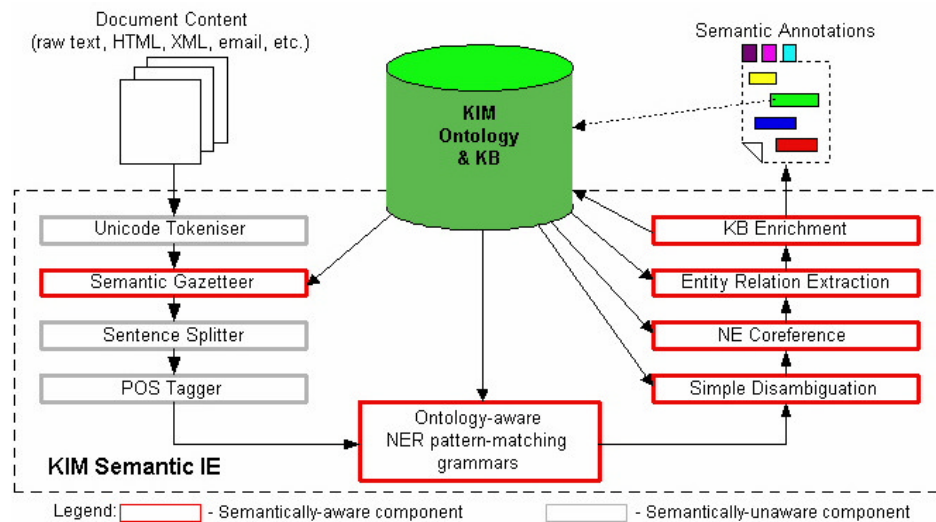 Document Content
(raw text, HTML, XML, email, etc.)
Semantic Annotations
KIM
Ontology
& KB
Unicode Tokeniser
Semantic Gazetteer
Sentence Splitter
POS Tagger
KB Enrichment
Entity Relation Extraction
NE Coreference
Simple Disambiguation
Ontology-aware
NER pattern-matching
grammars
KIM Semantic IE
Legend: - Semantically-aware component - Semantically-unaware component